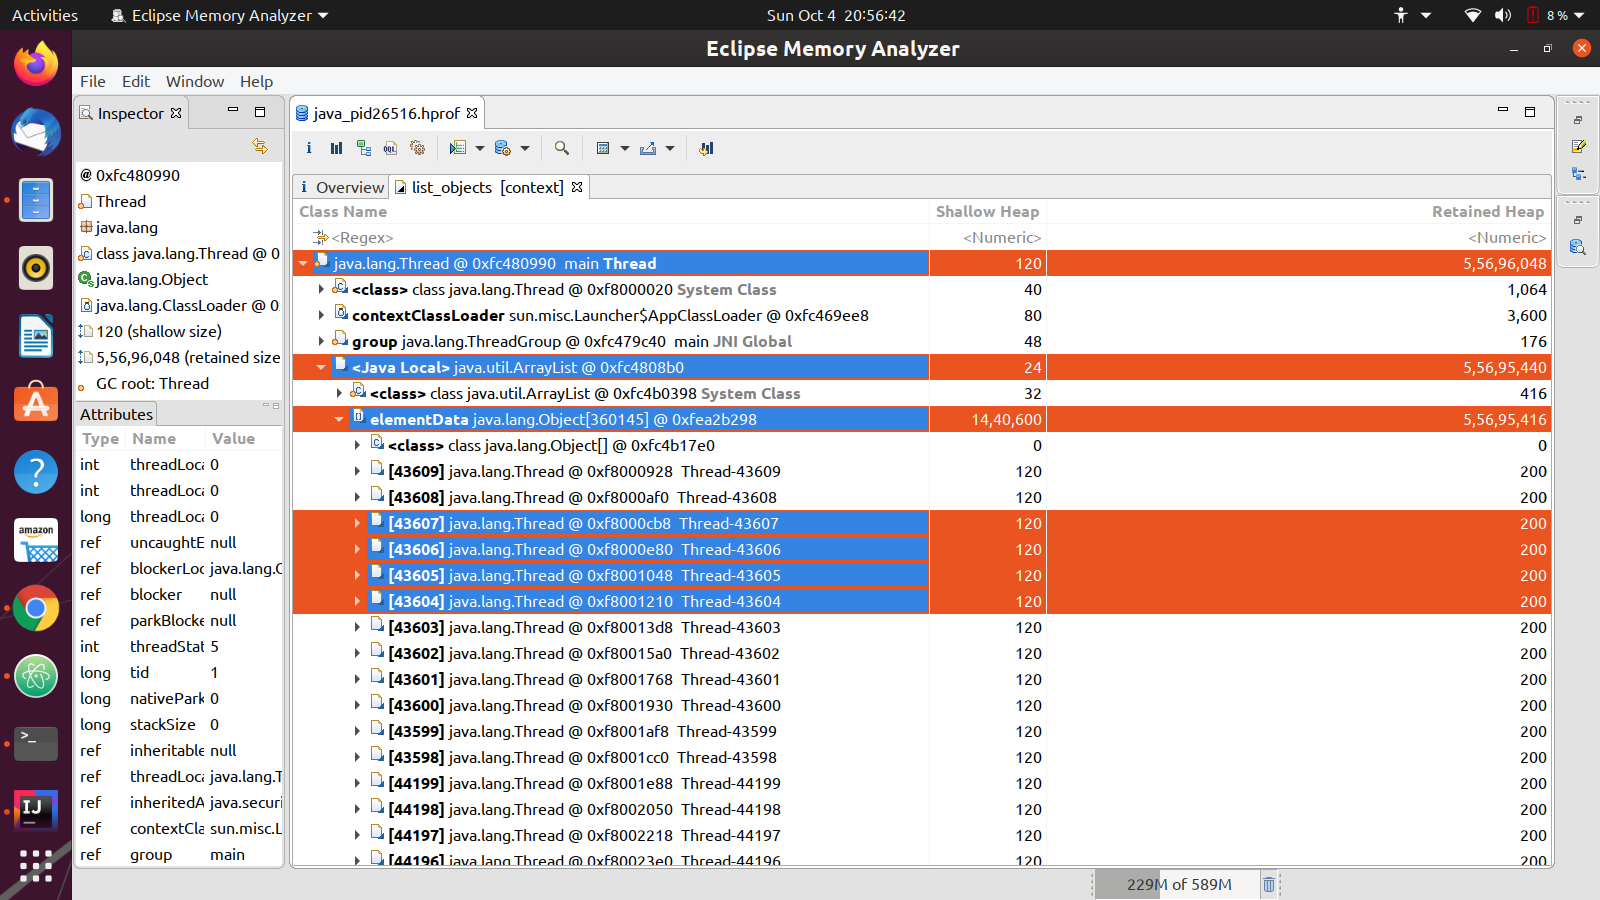 Activities Eclipse Memory Analyzer Sun Oct 4 20:56:42 8 %
Eclipse Memory Analyzer
File Edit Window Help
Inspector
java_pid26516.hprof
@ 0xfc480990
Thread
java.lang
class java.lang.Thread @ 0
java.lang.Object
java.lang.ClassLoader @ 0
120 (shallow size)
5,56,96,048 (retained size
GC root: Thread
Attributes
Type Name Value
int threadLoca 0
int threadLoca 0
long threadLoca 0
ref uncaughtE null
ref blockerLoc java.lang.O
ref blocker null
ref parkBlocke null
int threadStat 5
long tid 1
long nativePark 0
long stackSize 0
ref inheritable null
ref threadLoca java.lang.T
ref inheritedA java.securi
ref contextCla sun.misc.L
ref group main
OQL
i Overview list_objects [context]
Class Name Shallow Heap Retained Heap
<Regex> <Numeric> <Numeric>
java.lang.Thread @ 0xfc480990 main Thread 120 5,56,96,048
<class> class java.lang.Thread @ 0xf8000020 System Class 40 1,064
contextClassLoader sun.misc.Launcher$AppClassLoader @ 0xfc469ee8 80 3,600
group java.lang.ThreadGroup @ 0xfc479c40 main JNI Global 48 176
<Java Local> java.util.ArrayList @ 0xfc4808b0 24 5,56,95,440
<class> class java.util.ArrayList @ 0xfc4b0398 System Class 32 416
elementData java.lang.Object[360145] @ 0xfea2b298 14,40,600 5,56,95,416
<class> class java.lang.Object[] @ 0xfc4b17e0 0 0
[43609] java.lang.Thread @ 0xf8000928 Thread-43609 120 200
[43608] java.lang.Thread @ 0xf8000af0 Thread-43608 120 200
[43607] java.lang.Thread @ 0xf8000cb8 Thread-43607 120 200
[43606] java.lang.Thread @ 0xf8000e80 Thread-43606 120 200
[43605] java.lang.Thread @ 0xf8001048 Thread-43605 120 200
[43604] java.lang.Thread @ 0xf8001210 Thread-43604 120 200
[43603] java.lang.Thread @ 0xf80013d8 Thread-43603 120 200
[43602] java.lang.Thread @ 0xf80015a0 Thread-43602 120 200
[43601] java.lang.Thread @ 0xf8001768 Thread-43601 120 200
[43600] java.lang.Thread @ 0xf8001930 Thread-43600 120 200
[43599] java.lang.Thread @ 0xf8001af8 Thread-43599 120 200
[43598] java.lang.Thread @ 0xf8001cc0 Thread-43598 120 200
[44199] java.lang.Thread @ 0xf8001e88 Thread-44199 120 200
[44198] java.lang.Thread @ 0xf8002050 Thread-44198 120 200
[44197] java.lang.Thread @ 0xf8002218 Thread-44197 120 200
[44196] java.lang.Thread @ 0xf80023e0 Thread-44196 120 200
229M of 589M
amazon
IJ